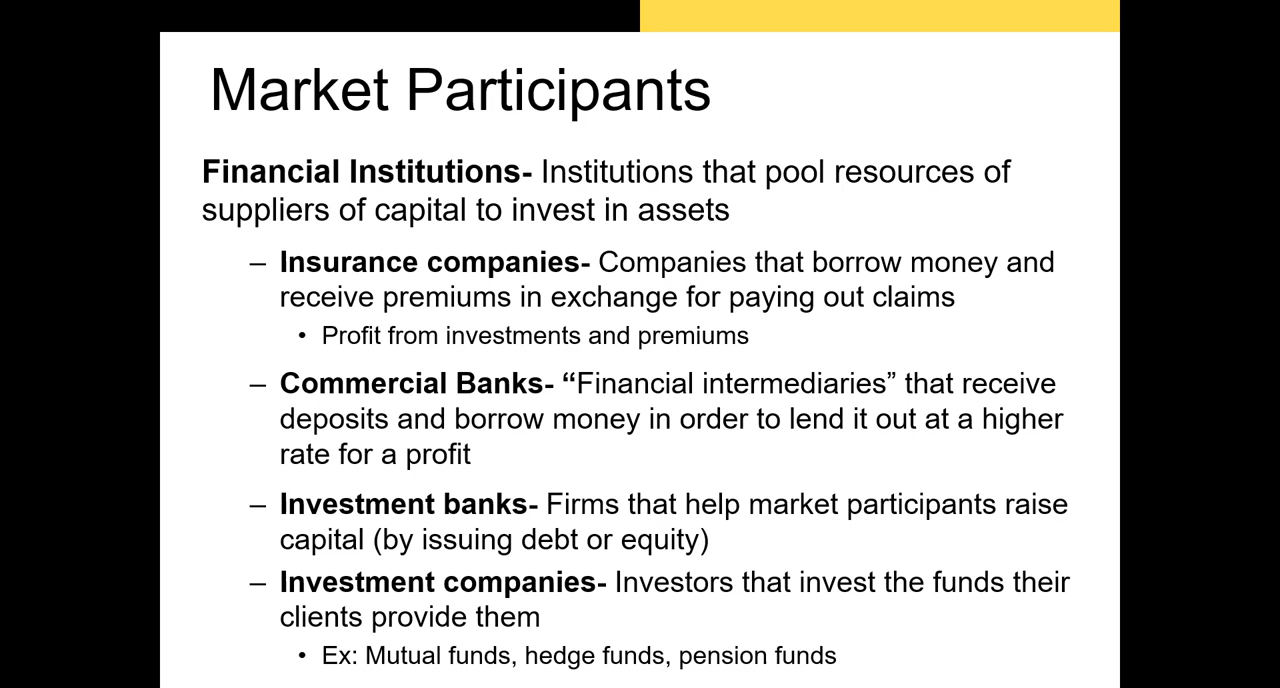 Market Participants
Financial Institutions- Institutions that pool resources of
suppliers of capital to invest in assets
– Insurance companies- Companies that borrow money and
receive premiums in exchange for paying out claims
• Profit from investments and premiums
– Commercial Banks- “Financial intermediaries” that receive
deposits and borrow money in order to lend it out at a higher
rate for a profit
– Investment banks- Firms that help market participants raise
capital (by issuing debt or equity)
– Investment companies- Investors that invest the funds their
clients provide them
• Ex: Mutual funds, hedge funds, pension funds